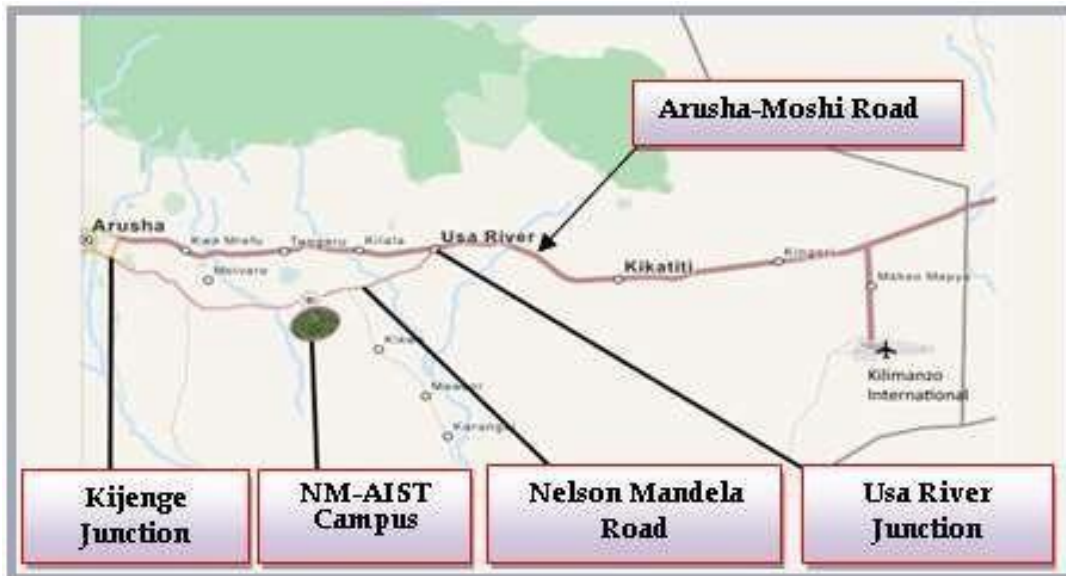 Arusha-Moshi Road
Arusha
Usa River
Kilala
Kikatiti
Kilimanzo
International
Kijenge
Junction
NM-AIST
Campus
Nelson Mandela
Road
Usa River
Junction